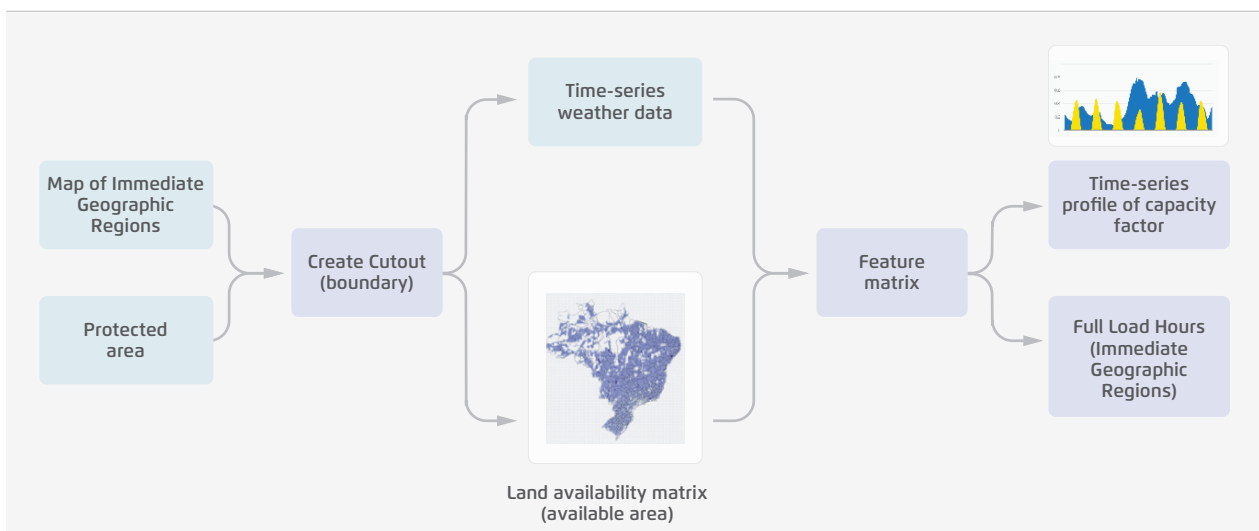 Map of Immediate
Geographic
Regions
Protected
area
Create Cutout
(boundary)
Time-series
weather data
Land availability matrix
(available area)
Feature
matrix
Time-series
profile of capacity
factor
Full Load Hours
(Immediate
Geographic
Regions)